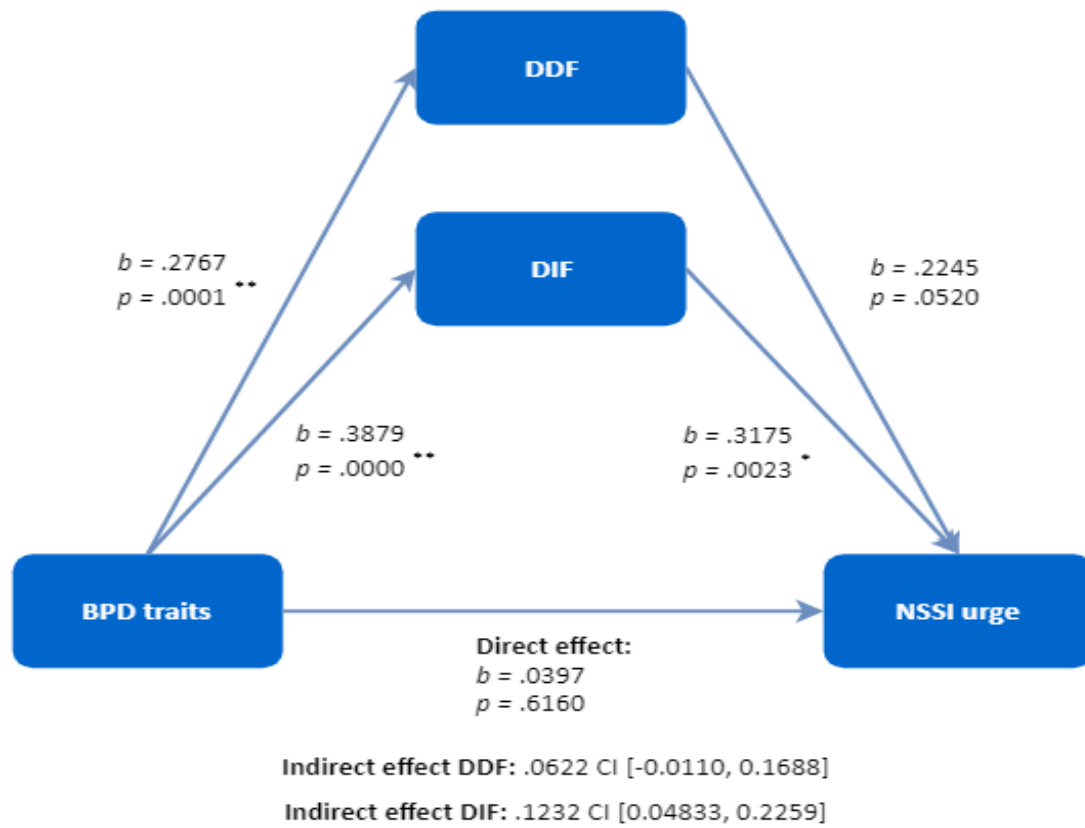 DDF
b = .2767
p = .0001 **
b = .2245
p = .0520
DIF
b = .3879
p = .0000 **
b = .3175
p = .0023 *
BPD traits
NSSI urge
Direct effect:
b = .0397
p = .6160
Indirect effect DDF: .0622 CI [-0.0110, 0.1688]
Indirect effect DIF: .1232 CI [0.04833, 0.2259]